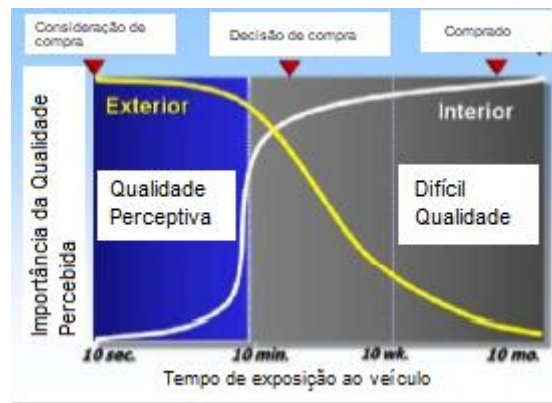 Consideração de
compra
Decisão de compra
Comprado
Importância da Qualidade
Percebida
Exterior
Interior
Qualidade
Perceptiva
Difícil
Qualidade
10 sec.
10 min.
10 wk.
10 mo.
Tempo de exposição ao veículo